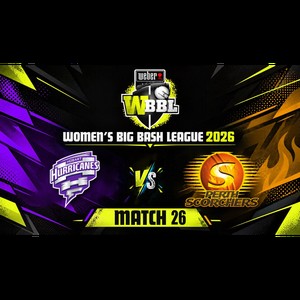 weber
WBBL
WOMEN'S BIG BASH LEAGUE 2026
HURRICANES
VS
S
PERTH
SCORCHERS
MATCH 26